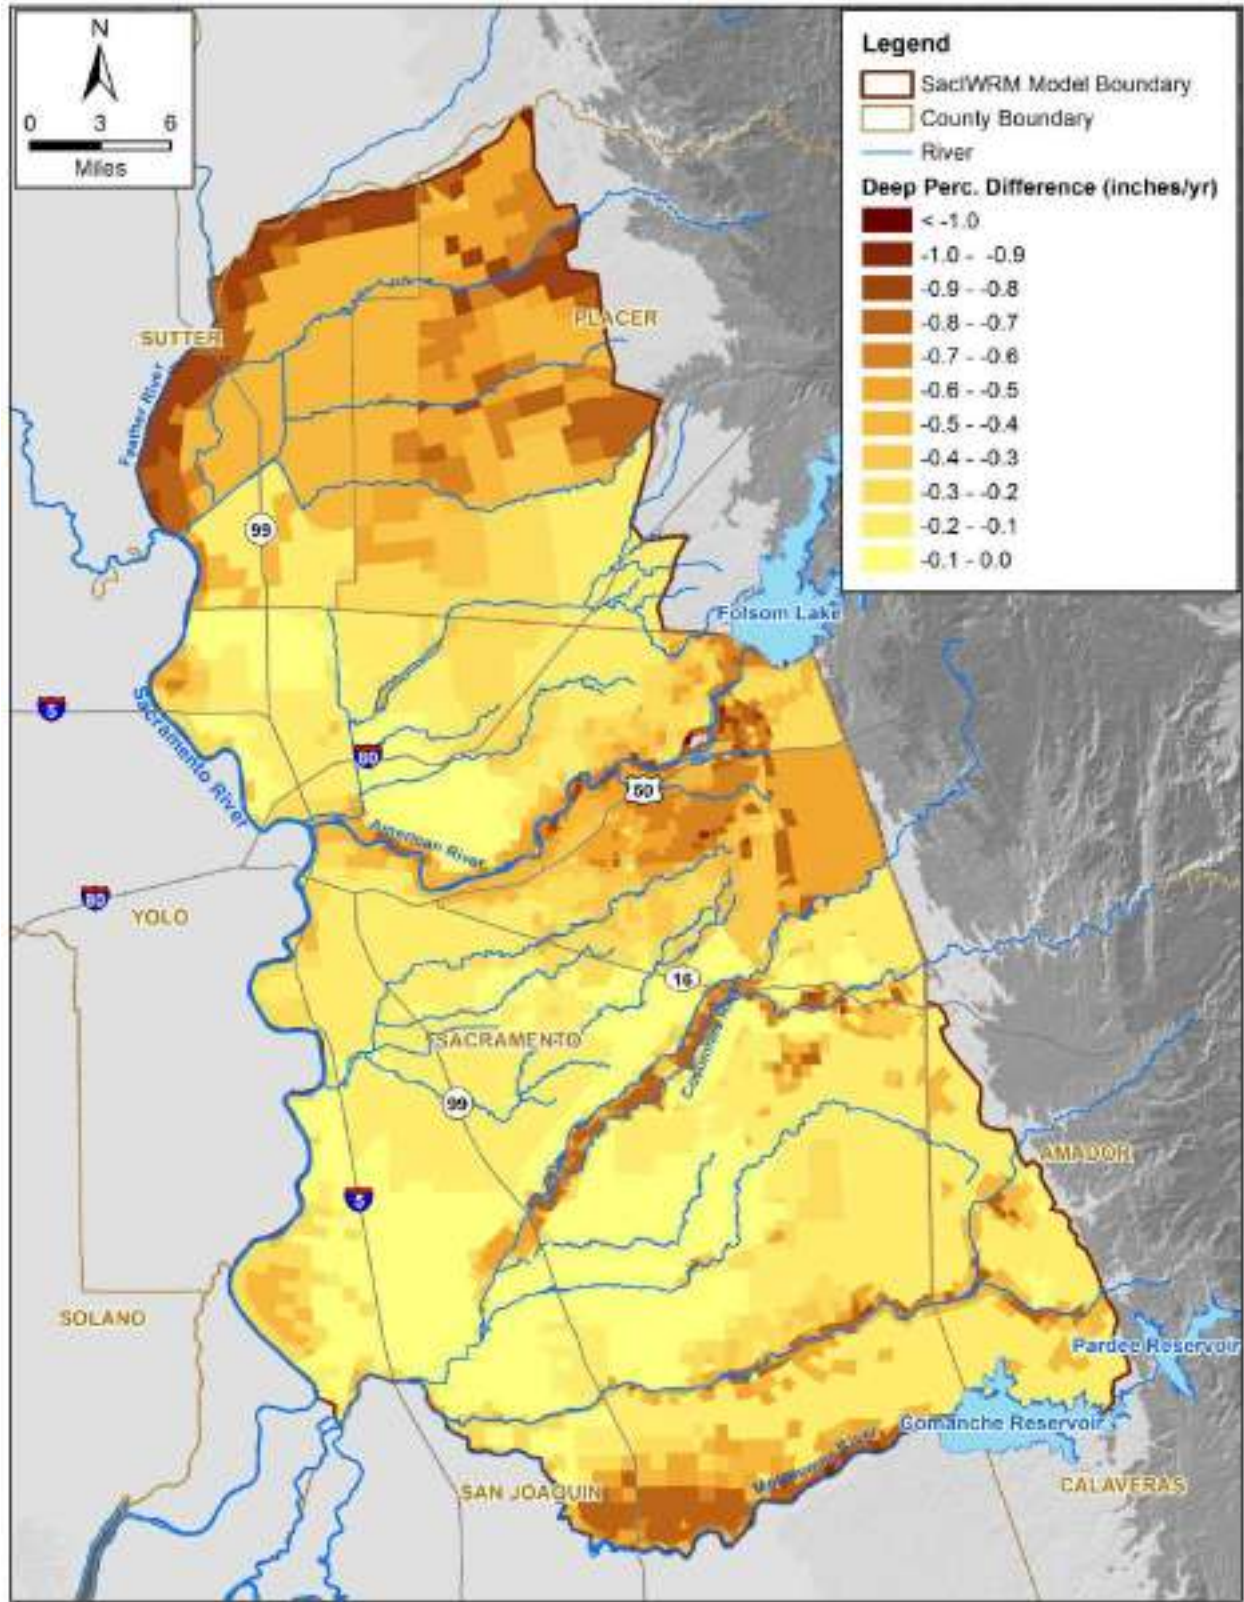 N
0 3 6
Miles
Legend
SacIWRM Model Boundary
County Boundary
River
Deep Perc. Difference (inches/yr)
< -1.0
-1.0 - -0.9
-0.9 - -0.8
-0.8 - -0.7
-0.7 - -0.6
-0.6 - -0.5
-0.5 - -0.4
-0.4 - -0.3
-0.3 - -0.2
-0.2 - -0.1
-0.1 - 0.0
PLACER
SUTTER
Feather River
99
Folsom Lake
5
Sacramento River
80
50
American River
80
YOLO
16
SACRAMENTO
99
AMADOR
5
SOLANO
Pardee Reservoir
Comanche Reservoir
River
SAN JOAQUIN
CALAVERAS